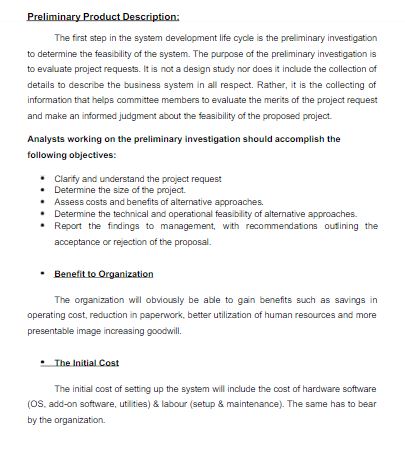 Preliminary Product Description:
The first step in the system development life cycle is the preliminary investigation
to determine the feasibility of the system. The purpose of the preliminary investigation is
to evaluate project requests. It is not a design study nor does it include the collection of
details to describe the business system in all respect. Rather, it is the collecting of
information that helps committee members to evaluate the merits of the project request
and make an informed judgment about the feasibility of the proposed project.
Analysts working on the preliminary investigation should accomplish the
following objectives:
• Clarify and understand the project request
• Determine the size of the project.
• Assess costs and benefits of alternative approaches.
• Determine the technical and operational feasibility of alternative approaches.
• Report the findings to management, with recommendations outlining the
acceptance or rejection of the proposal.
• Benefit to Organization
The organization will obviously be able to gain benefits such as savings in
operating cost, reduction in paperwork, better utilization of human resources and more
presentable image increasing goodwill.
• The Initial Cost
The initial cost of setting up the system will include the cost of hardware software
(OS, add-on software, utilities) & labour (setup & maintenance). The same has to bear
by the organization.